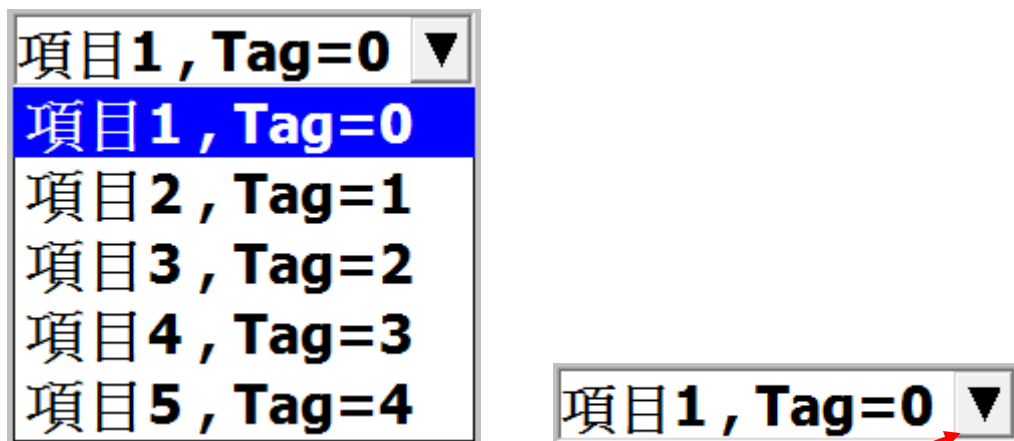 項目1 , Tag=0 ▼
項目1 , Tag=0
項目2 , Tag=1
項目3 , Tag=2
項目4 , Tag=3
項目5 , Tag=4
項目1 , Tag=0 ▼